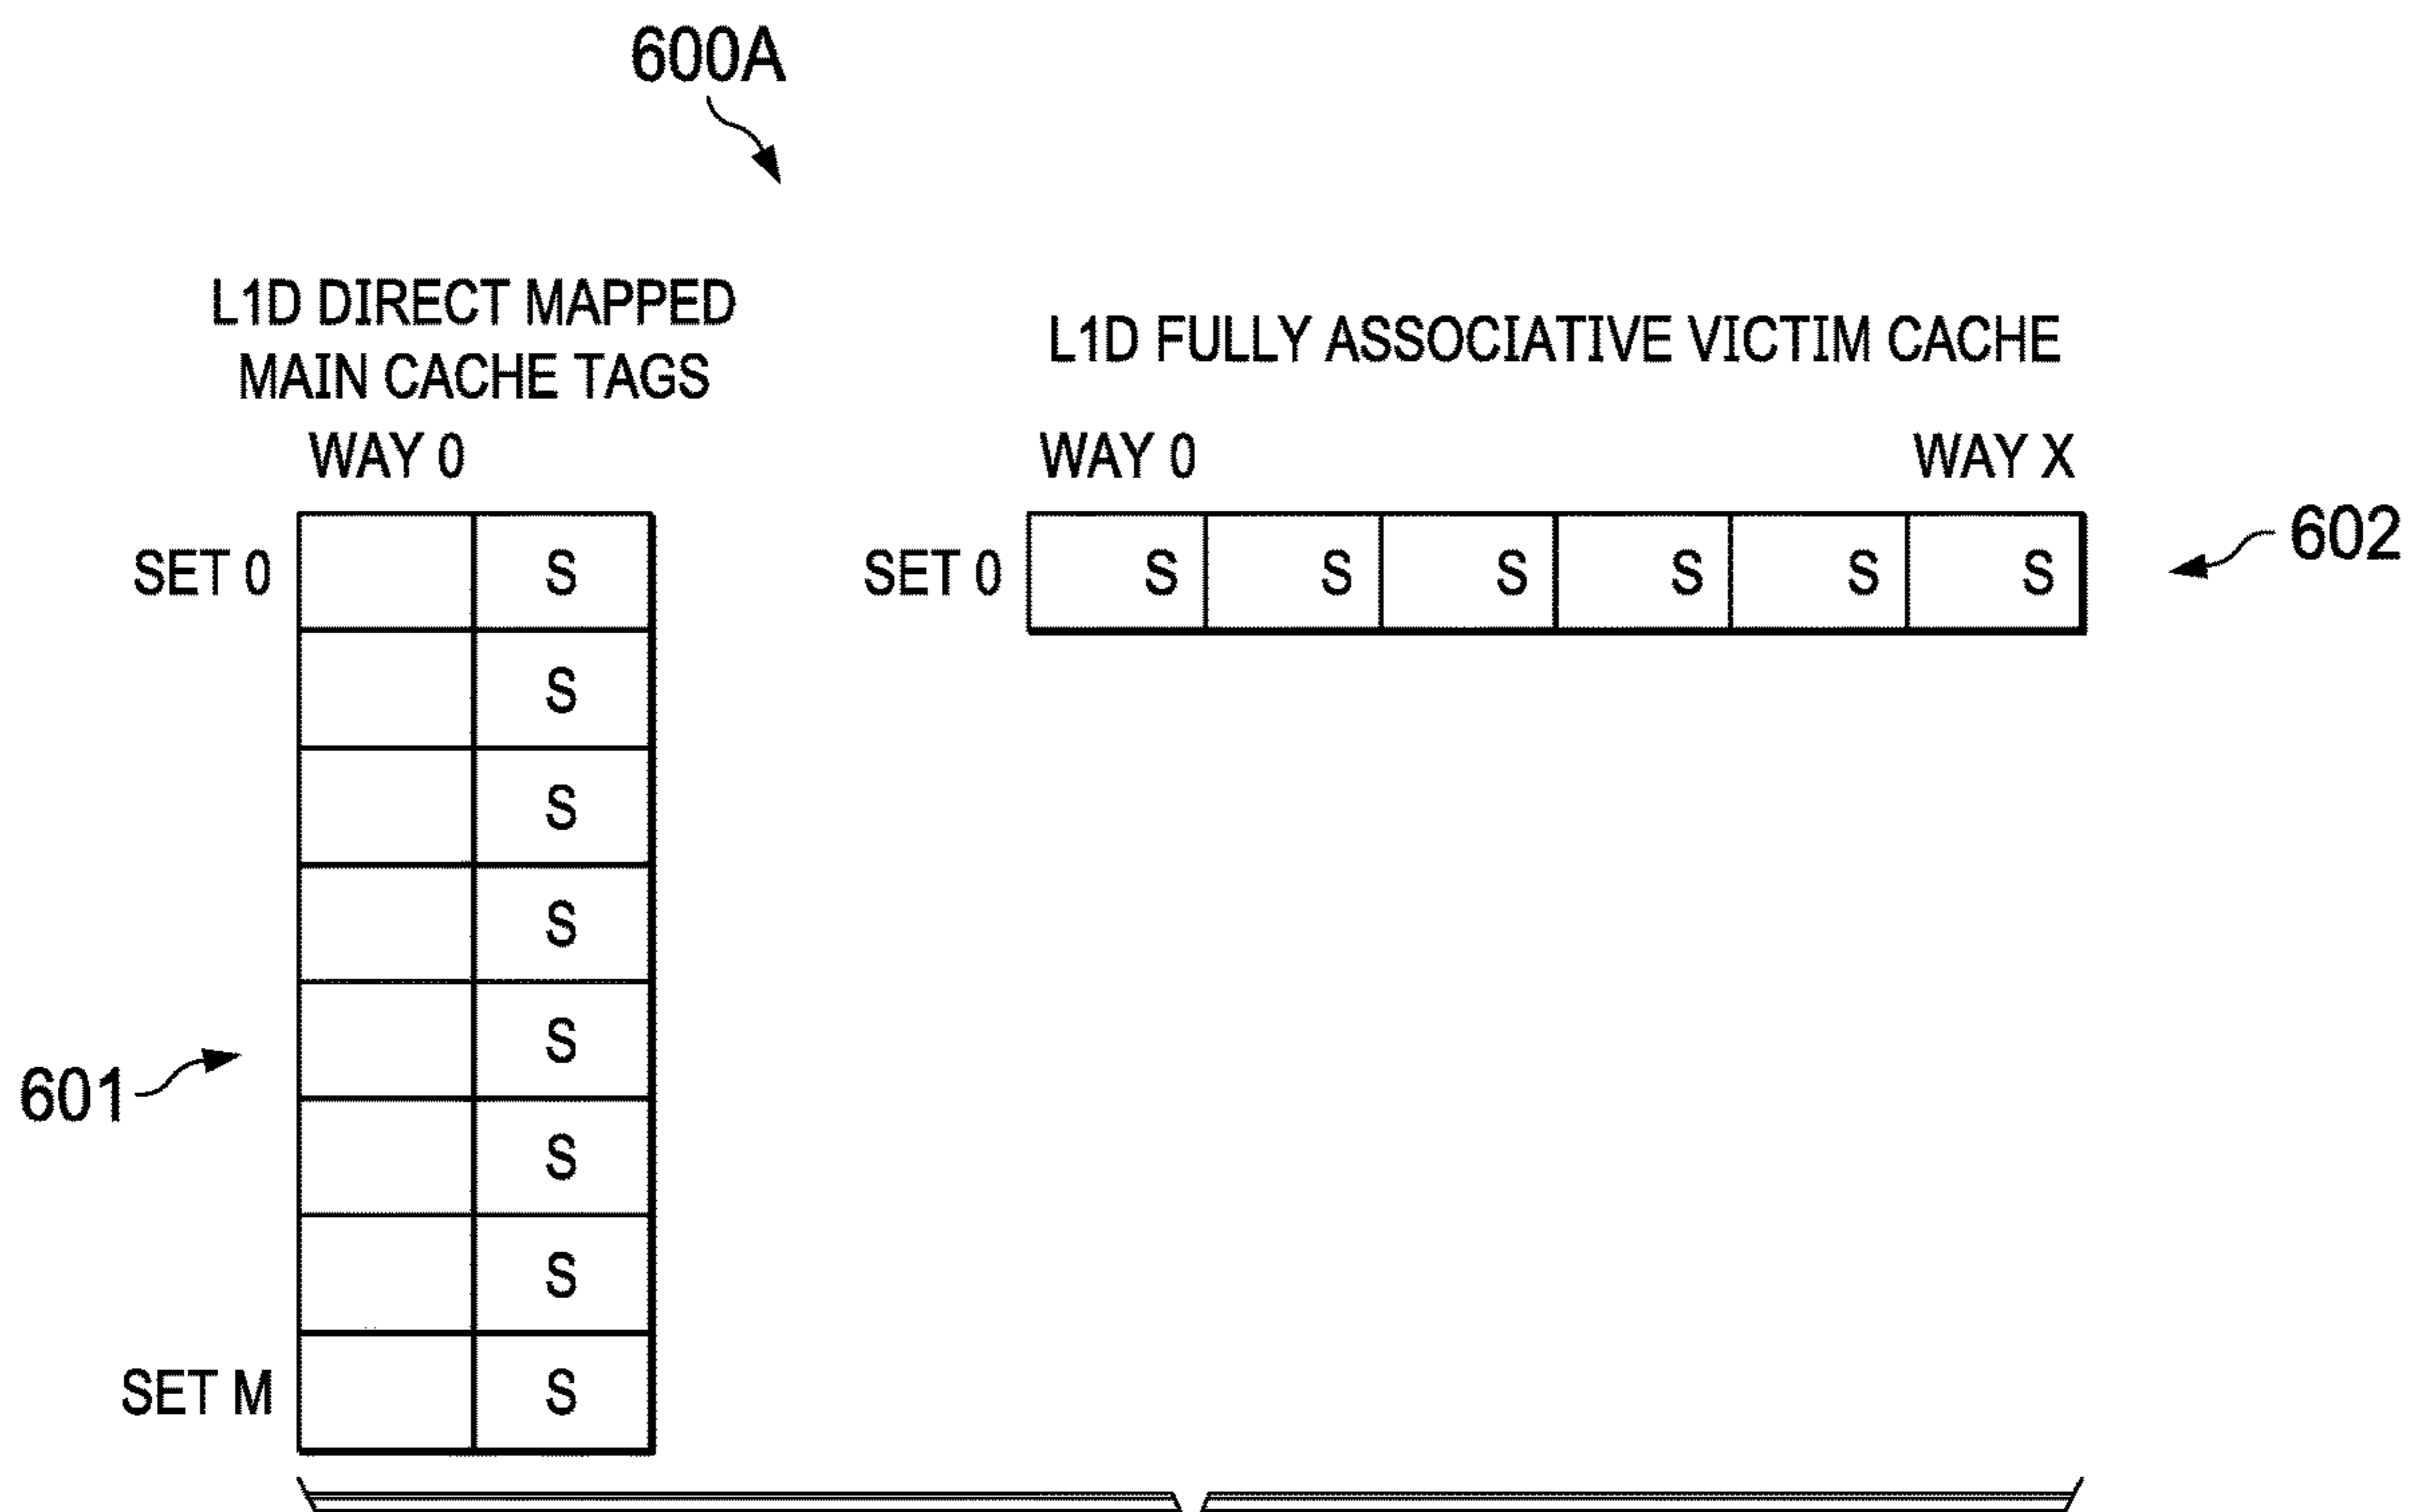 600A
L1D DIRECT MAPPED
MAIN CACHE TAGS
WAY 0
L1D FULLY ASSOCIATIVE VICTIM CACHE
WAY 0 WAY X
SET 0 S
S
S
S
S
S
S
SET M S
SET 0 S S S S S S
602
601